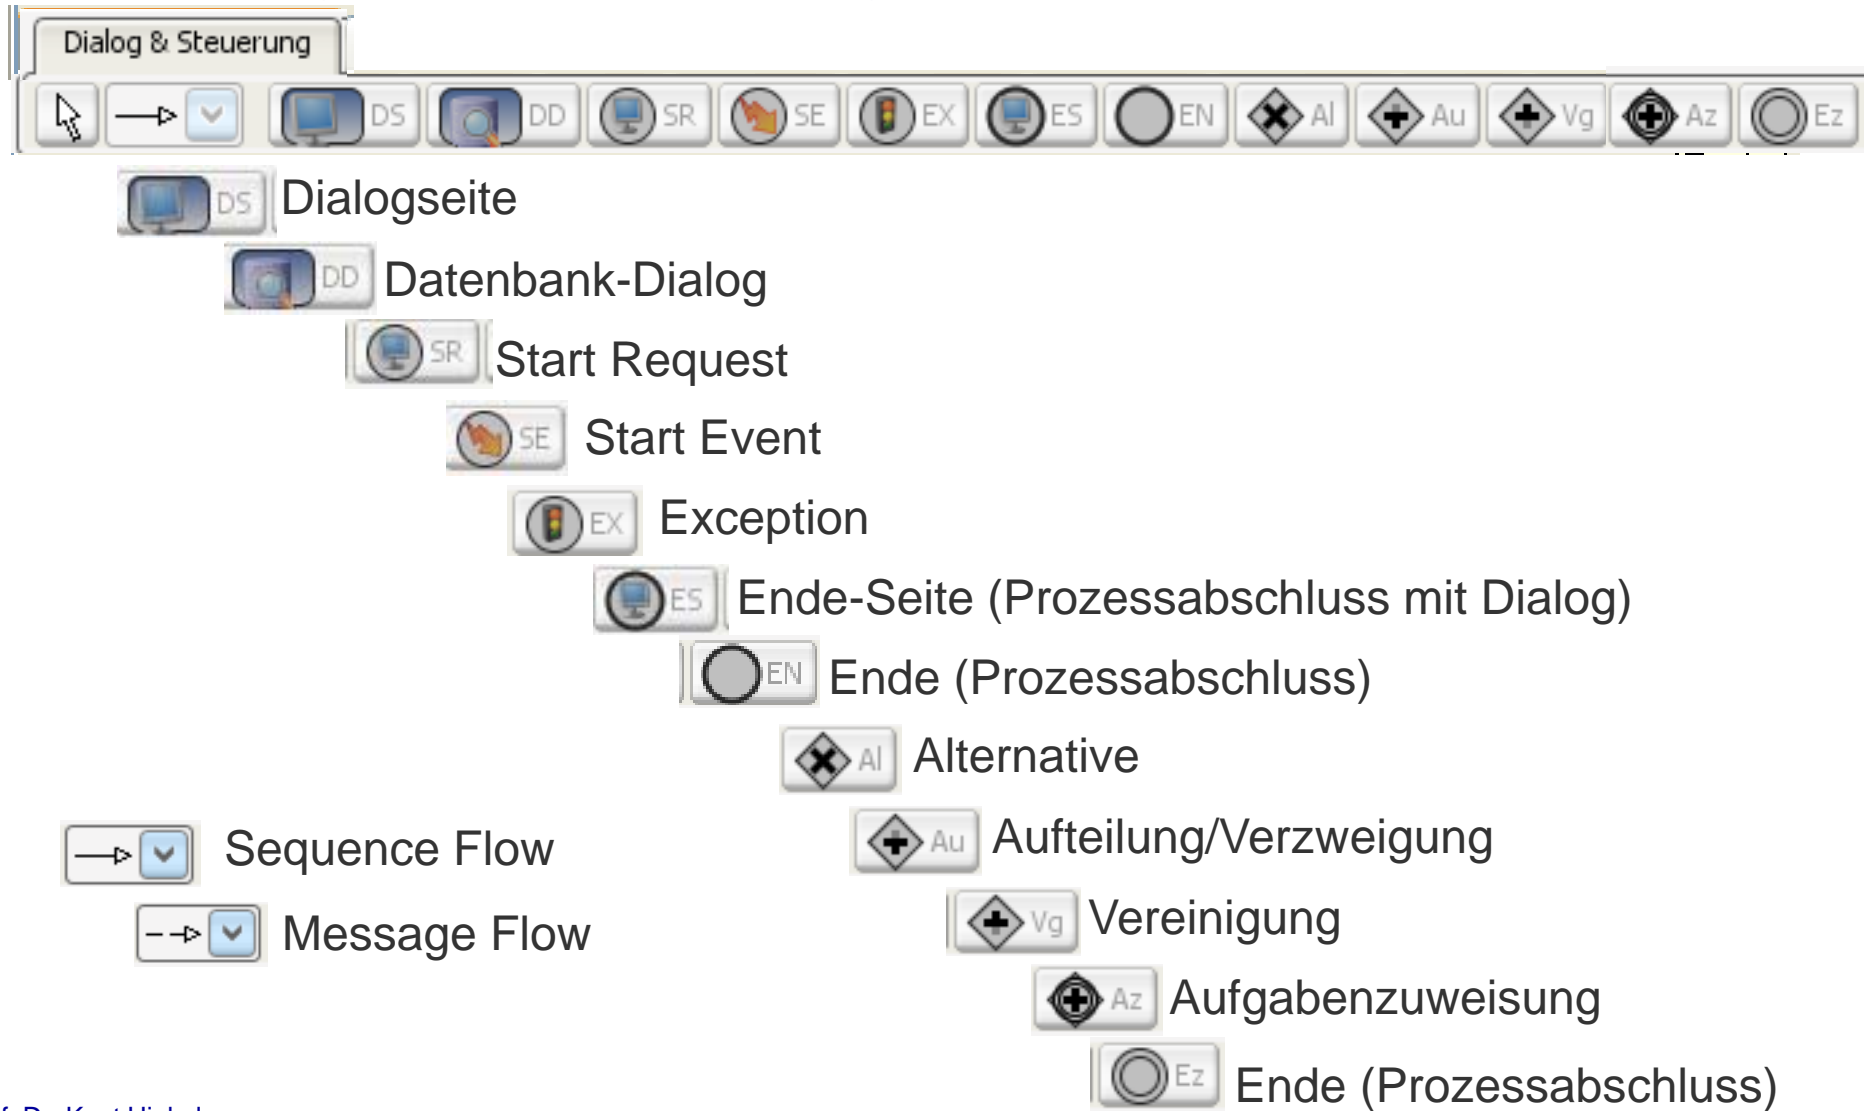 Dialog & Steuerung
DS DD SR SE EX ES EN Al Au Vg Az Ez
DS Dialogseite
DD Datenbank-Dialog
SR Start Request
SE Start Event
EX Exception
ES Ende-Seite (Prozessabschluss mit Dialog)
EN Ende (Prozessabschluss)
Al Alternative
Au Aufteilung/Verzweigung
Sequence Flow
Vg Vereinigung
Message Flow
Az Aufgabenzuweisung
Ez Ende (Prozessabschluss)